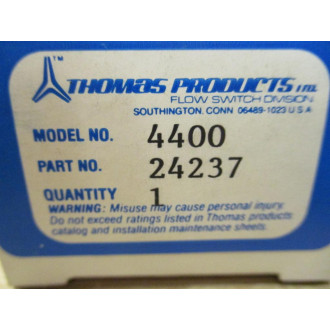 ™
THOMAS PRODUCTS LTD.
FLOW SWITCH DIVISION
SOUTHINGTON, CONN 06489-1023 U.S.A.
MODEL NO. 4400
PART NO. 24237
QUANTITY 1
WARNING: Misuse may cause personal injury.
Do not exceed ratings listed in Thomas products
catalog and installation maintenance sheets.